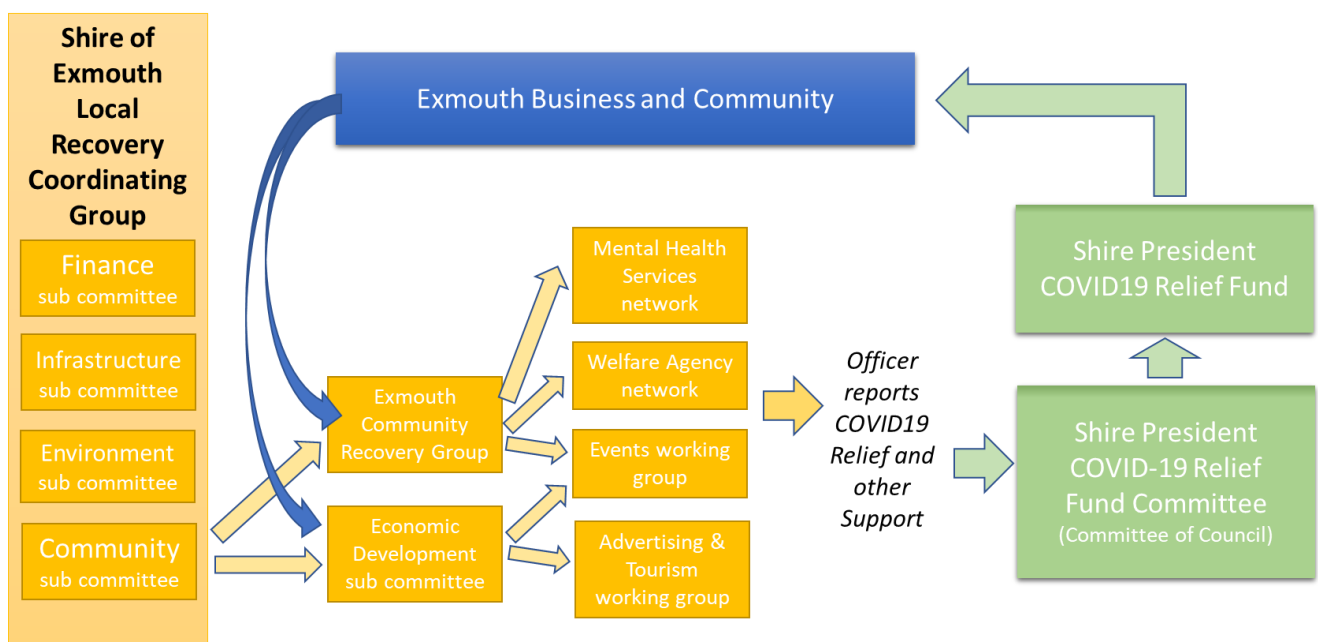 Shire of
Exmouth
Local
Recovery
Coordinating
Group
Finance
sub committee
Infrastructure
sub committee
Environment
sub committee
Community
sub committee
Exmouth Business and Community
Exmouth
Community
Recovery Group
Economic
Development
sub committee
Mental Health
Services
network
Welfare Agency
network
Events working
group
Advertising &
Tourism
working group
Officer
reports
COVID19
Relief and
other
Support
Shire President
COVID19 Relief Fund
Shire President
COVID-19 Relief
Fund Committee
(Committee of Council)